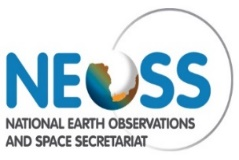 NEOSS
NATIONAL EARTH OBSERVATIONS
AND SPACE SECRETARIAT